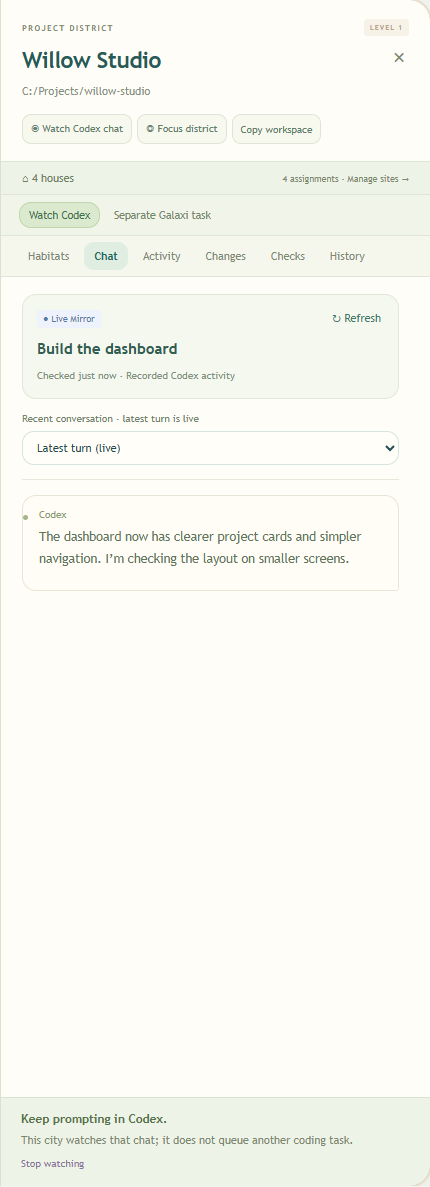 PROJECT DISTRICT
LEVEL 1
Willow Studio
×
C:/Projects/willow-studio
◉ Watch Codex chat
◎ Focus district
Copy workspace
⌂ 4 houses
4 assignments · Manage sites →
Watch Codex
Separate Galaxi task
Habitats
Chat
Activity
Changes
Checks
History
● Live Mirror
↻ Refresh
Build the dashboard
Checked just now · Recorded Codex activity
Recent conversation · latest turn is live
Latest turn (live)
Codex
The dashboard now has clearer project cards and simpler
navigation. I’m checking the layout on smaller screens.
Keep prompting in Codex.
This city watches that chat; it does not queue another coding task.
Stop watching